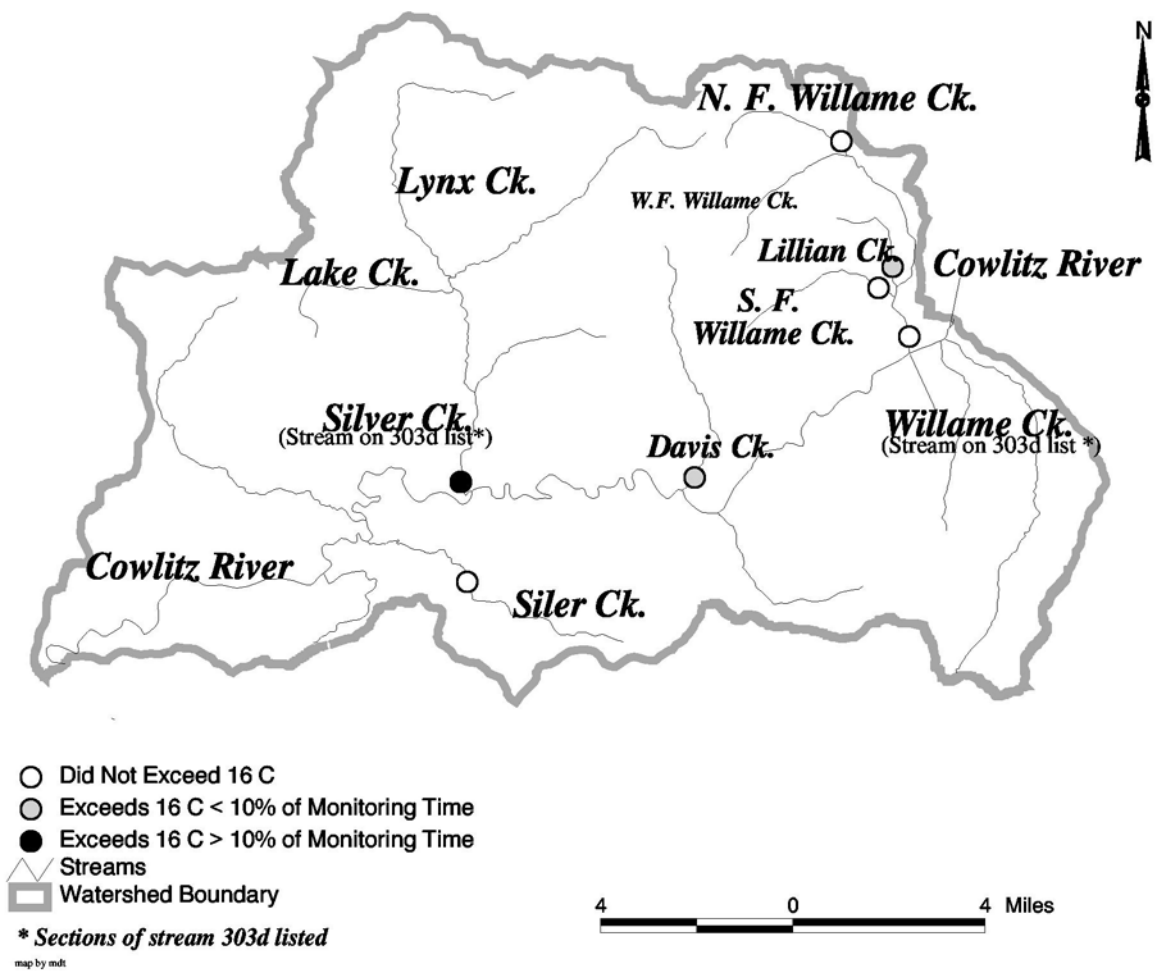 N
N. F. Willame Ck.
Lynx Ck.
W.F. Willame Ck.
Lillian Ck.
Cowlitz River
Lake Ck.
S. F.
Willame Ck.
Silver Ck.
(Stream on 303d list*)
Willame Ck.
(Stream on 303d list *)
Davis Ck.
Cowlitz River
Siler Ck.
Did Not Exceed 16 C
Exceeds 16 C < 10% of Monitoring Time
Exceeds 16 C > 10% of Monitoring Time
Streams
Watershed Boundary
* Sections of stream 303d listed
map by mdt
4 0 4 Miles